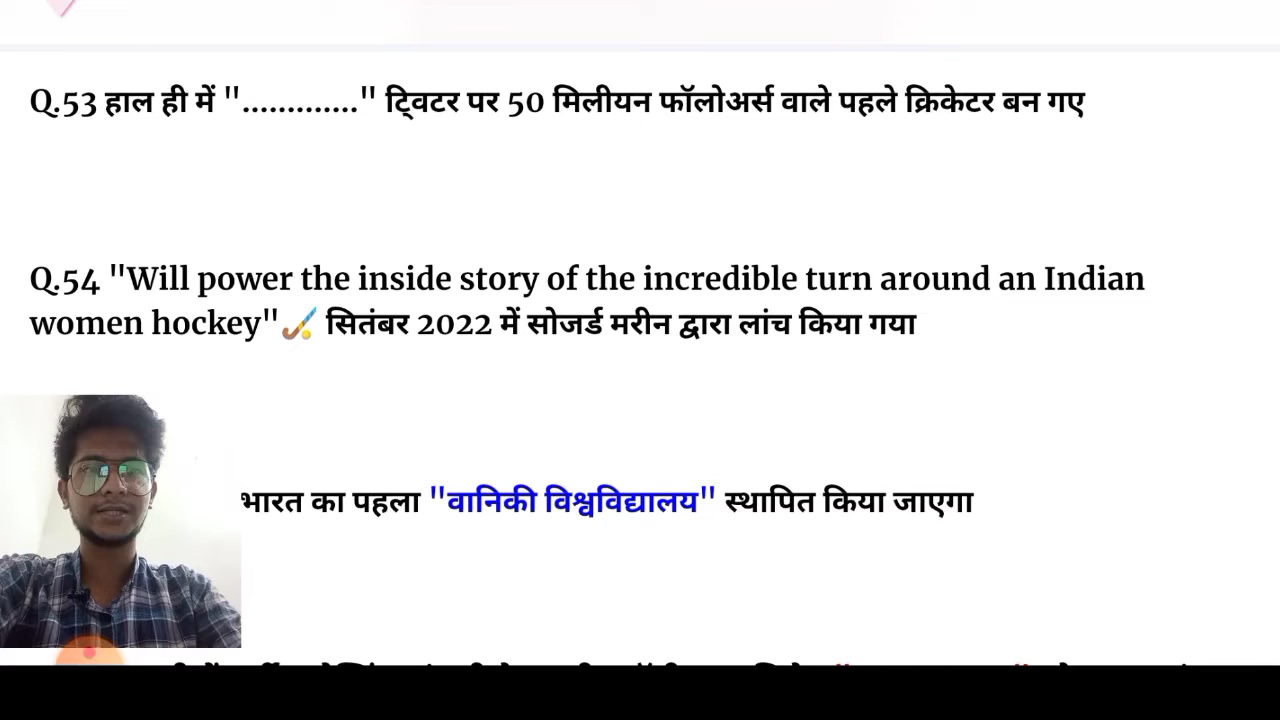 Q.53 हाल ही में "............." ट्विटर पर 50 मिलीयन फॉलोअर्स वाले पहले क्रिकेटर बन गए
Q.54 "Will power the inside story of the incredible turn around an Indian
women hockey"🏑 सितंबर 2022 में सोजर्ड मरीन द्वारा लांच किया गया
भारत का पहला "वानिकी विश्वविद्यालय" स्थापित किया जाएगा